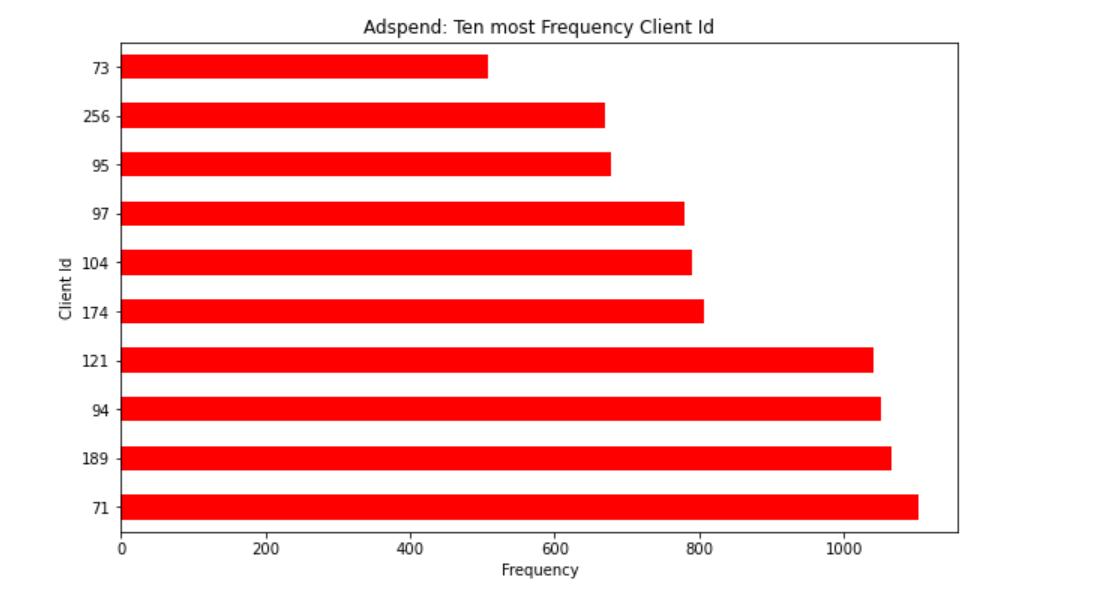 Adspend: Ten most Frequency Client Id
73
256
95
97
104
174
121
94
189
71
Client Id
0 200 400 600 800 1000
Frequency